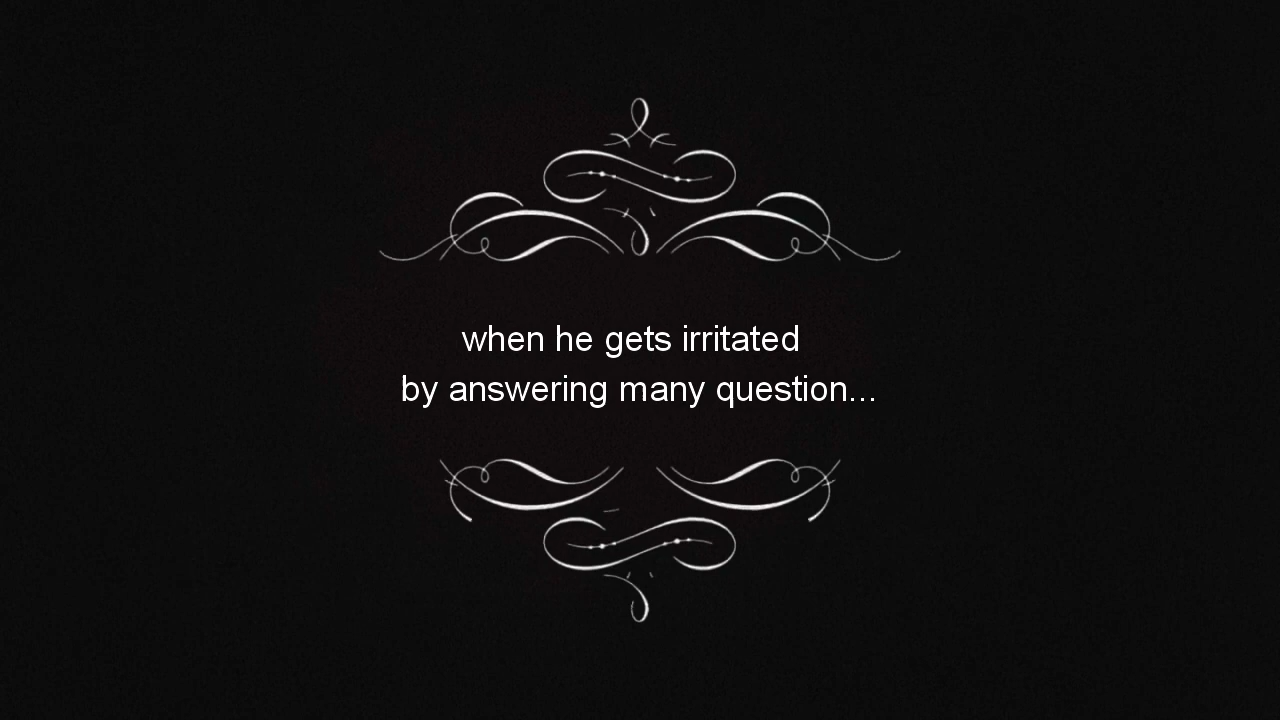 when he gets irritated
by answering many question...